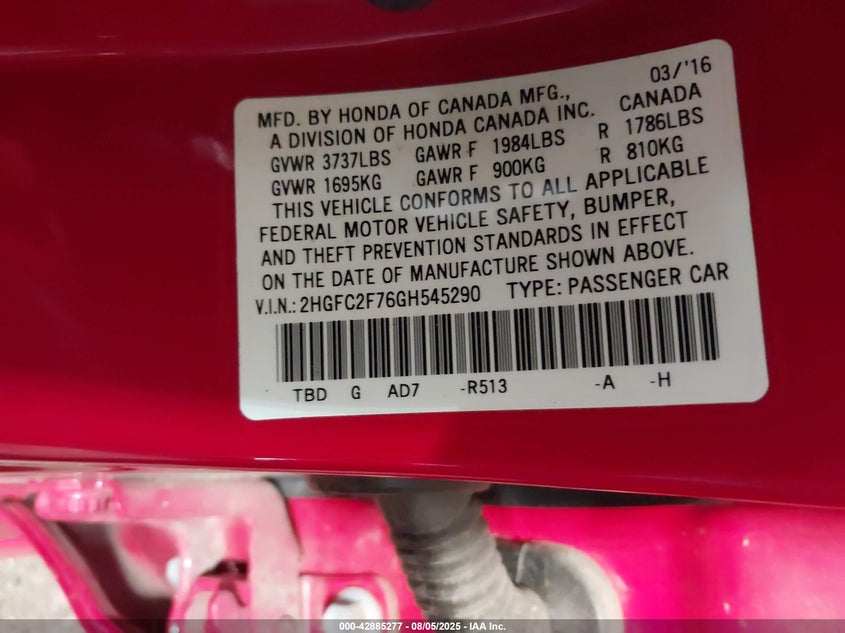 03/'16
MFD. BY HONDA OF CANADA MFG.,
A DIVISION OF HONDA CANADA INC. CANADA
GVWR 3737LBS GAWR F 1984LBS R 1786LBS
GVWR 1695KG GAWR F 900KG R 810KG
THIS VEHICLE CONFORMS TO ALL APPLICABLE
FEDERAL MOTOR VEHICLE SAFETY, BUMPER,
AND THEFT PREVENTION STANDARDS IN EFFECT
ON THE DATE OF MANUFACTURE SHOWN ABOVE.
V.I.N.: 2HGFC2F76GH545290 TYPE: PASSENGER CAR
TBD G AD7 -R513 -A -H
000-42885277 - 08/05/2025 - IAA Inc.